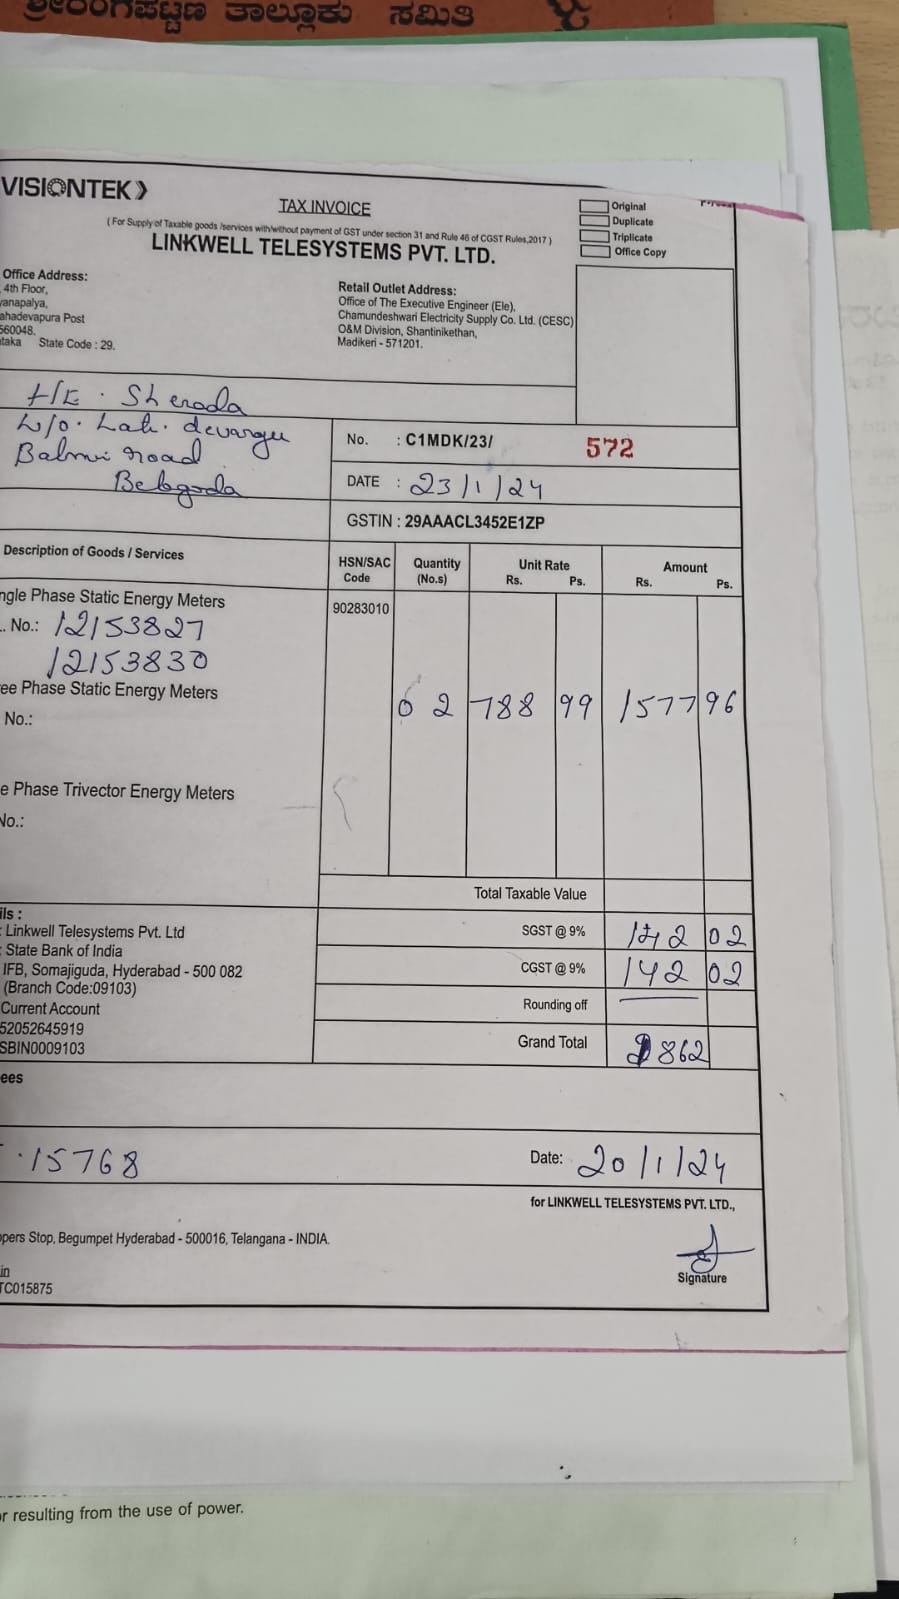 ಶ್ರೀರಂಗಪಟ್ಟಣ ತಾಲ್ಲೂಕು ಸಮಿತಿ
VISIONTEK
TAX INVOICE
Original
Duplicate
Triplicate
Office Copy
( For Supply of Taxable goods /services with/without payment of GST under section 31 and Rule 46 of CGST Rules,2017 )
LINKWELL TELESYSTEMS PVT. LTD.
Office Address:
4th Floor,
yanapalya,
ahadevapura Post
560048.
taka State Code : 29.
Retail Outlet Address:
Office of The Executive Engineer (Ele),
Chamundeshwari Electricity Supply Co. Ltd. (CESC)
O&M Division, Shantinikethan,
Madikeri - 571201.
Sherada
W/o. Late. devargu
road
Belagoda
No. : C1MDK/23/ 572
DATE : 23/1/24
GSTIN : 29AAACL3452E1ZP
Description of Goods / Services
HSN/SAC Code
Quantity (No.s)
Unit Rate Rs. Ps.
Amount Rs. Ps.
ngle Phase Static Energy Meters 90283010
. No.: 12153827
12153830
ee Phase Static Energy Meters
No.:
02 788 99 1577 96
e Phase Trivector Energy Meters
No.:
Total Taxable Value
SGST @ 9% 142 02
CGST @ 9% 142 02
Rounding off
Grand Total 1862
ils :
: Linkwell Telesystems Pvt. Ltd
: State Bank of India
IFB, Somajiguda, Hyderabad - 500 082
(Branch Code:09103)
Current Account
52052645919
SBIN0009103
ees
15768
Date: 20/1/24
for LINKWELL TELESYSTEMS PVT. LTD.,
ppers Stop, Begumpet Hyderabad - 500016, Telangana - INDIA.
in
TC015875
Signature
r resulting from the use of power.